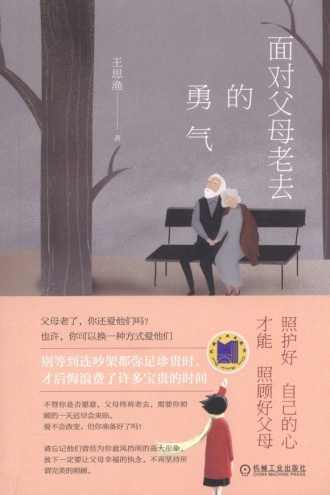 面对父母老去
的
勇气
王思渔——著
父母老了，你还爱他们吗？
也许，你可以换一种方式爱他们
别等到连吵架都弥足珍贵时，
才后悔浪费了许多宝贵的时间
不管你是否愿意，父母终将老去，需要你照
顾的一天迟早会来临。
爱不会改变，但你准备好了吗？
请忘记他们曾经为你遮风挡雨的高大形象，
放下一定要让父母幸福的执念，不再坚持所
谓完美的照顾。
照护好 自己的心
才能 照顾好父母
机械工业出版社
CHINA MACHINE PRESS